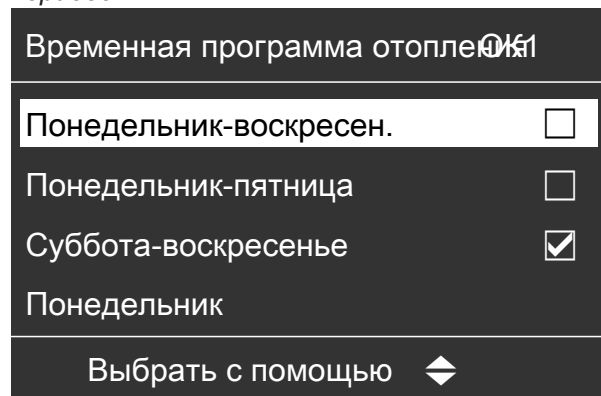 Временная программа отопления ОК1
Понедельник-воскресен.
Понедельник-пятница
Суббота-воскресенье
Понедельник
Выбрать с помощью